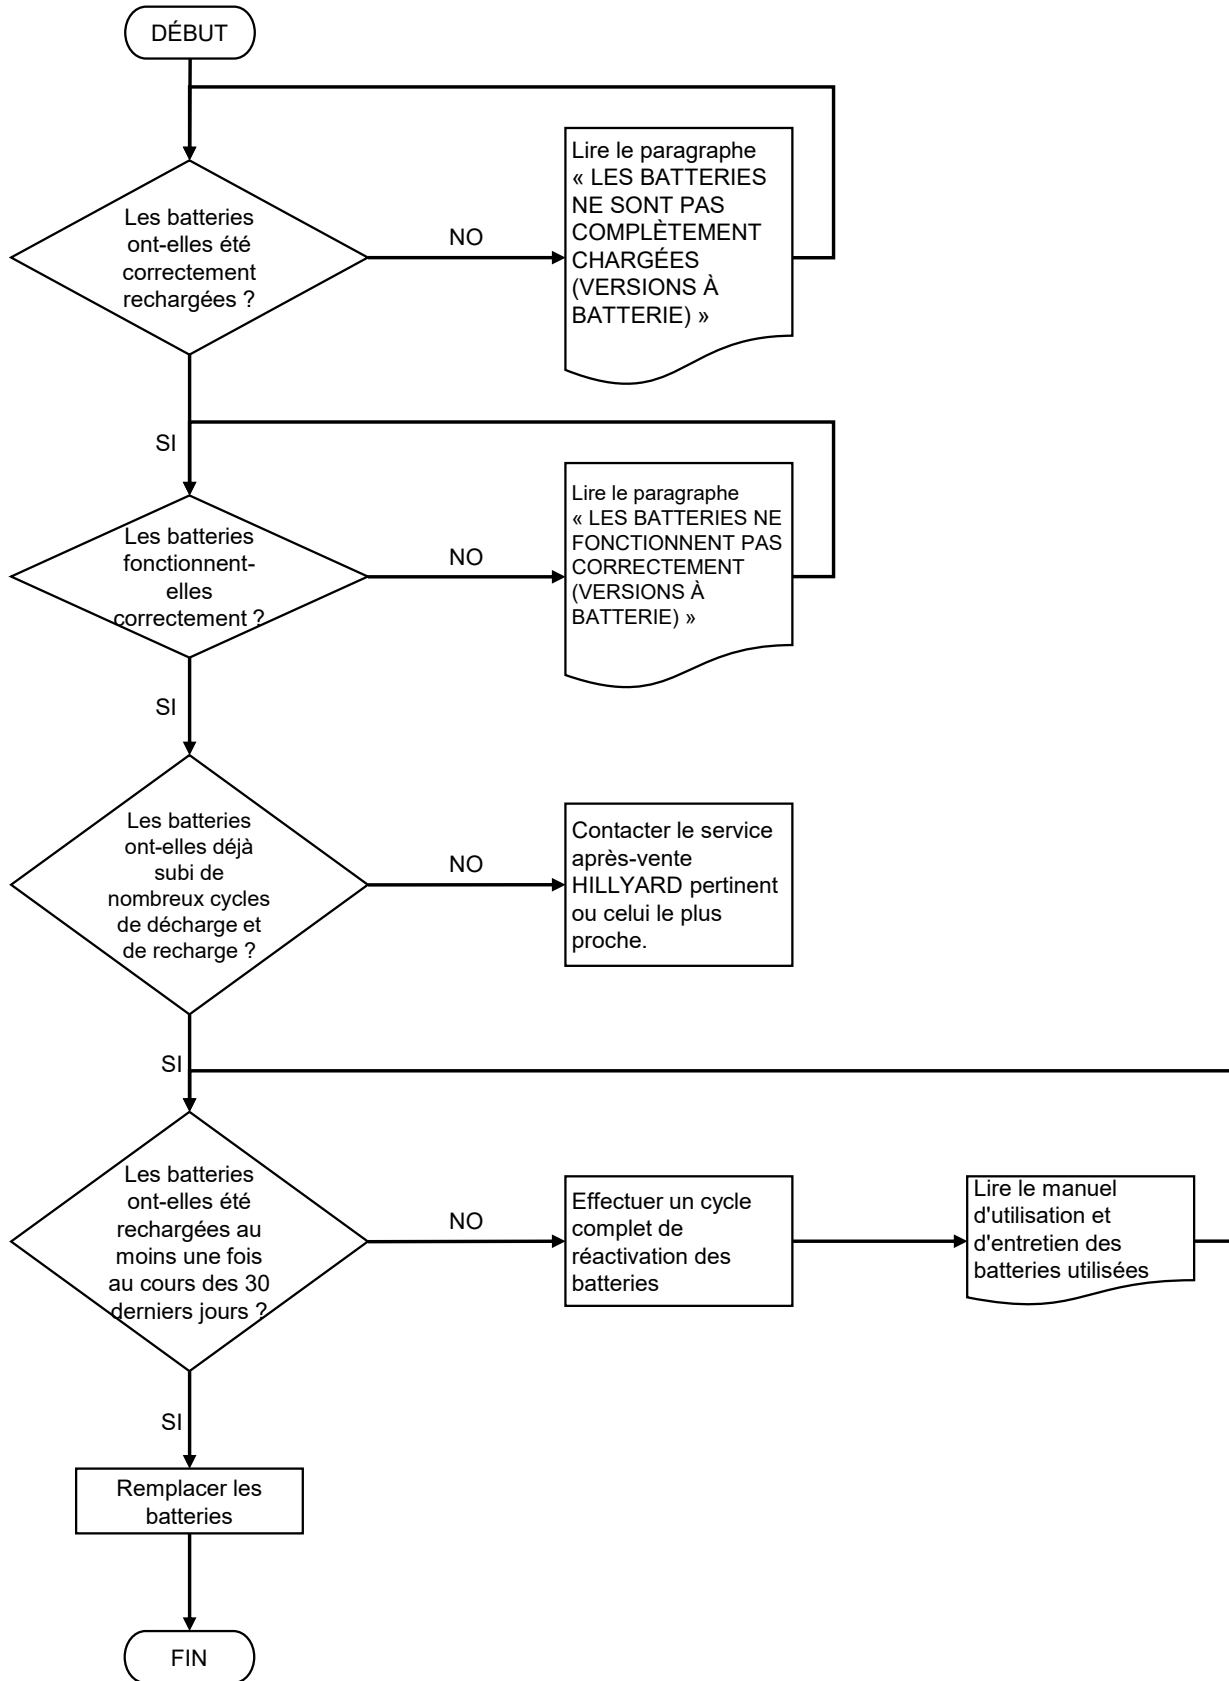 DÉBUT
Les batteries
ont-elles été
correctement
rechargées ?
NO
Lire le paragraphe
« LES BATTERIES
NE SONT PAS
COMPLÈTEMENT
CHARGÉES
(VERSIONS À
BATTERIE) »
SI
Les batteries
fonctionnent-
elles
correctement ?
NO
Lire le paragraphe
« LES BATTERIES NE
FONCTIONNENT PAS
CORRECTEMENT
(VERSIONS À
BATTERIE) »
SI
Les batteries
ont-elles déjà
subi de
nombreux cycles
de décharge et
de recharge ?
NO
Contacter le service
après-vente
HILLYARD pertinent
ou celui le plus
proche.
SI
Les batteries
ont-elles été
rechargées au
moins une fois
au cours des 30
derniers jours ?
NO
Effectuer un cycle
complet de
réactivation des
batteries
Lire le manuel
d'utilisation et
d'entretien des
batteries utilisées
SI
Remplacer les
batteries
FIN